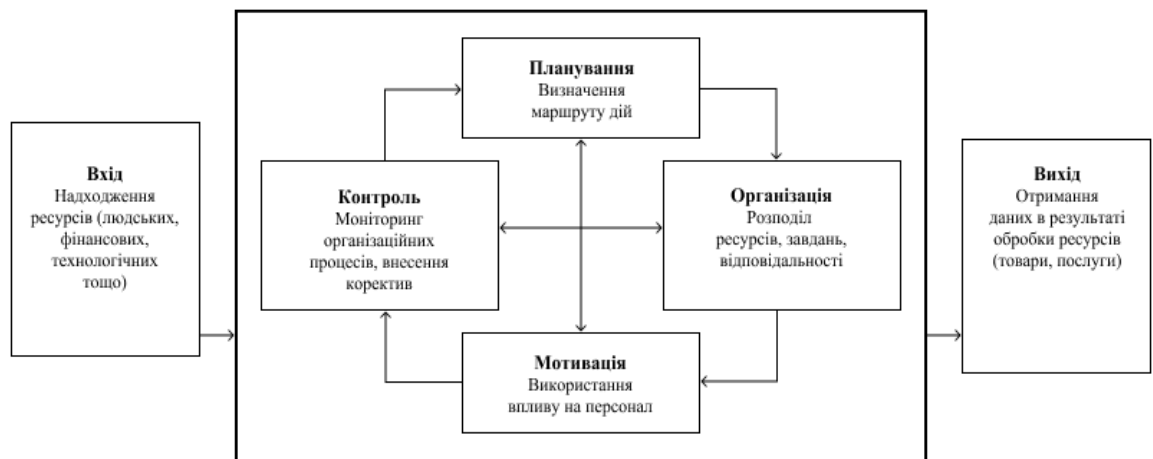 Планування
Визначення
маршруту дій
Вхід
Надходження
ресурсів (людських,
фінансових,
технологічних
тощо)
Контроль
Моніторинг
організаційних
процесів, внесення
коректив
Організація
Розподіл
ресурсів, завдань,
відповідальності
Вихід
Отримання
даних в результаті
обробки ресурсів
(товари, послуги)
Мотивація
Використання
впливу на персонал